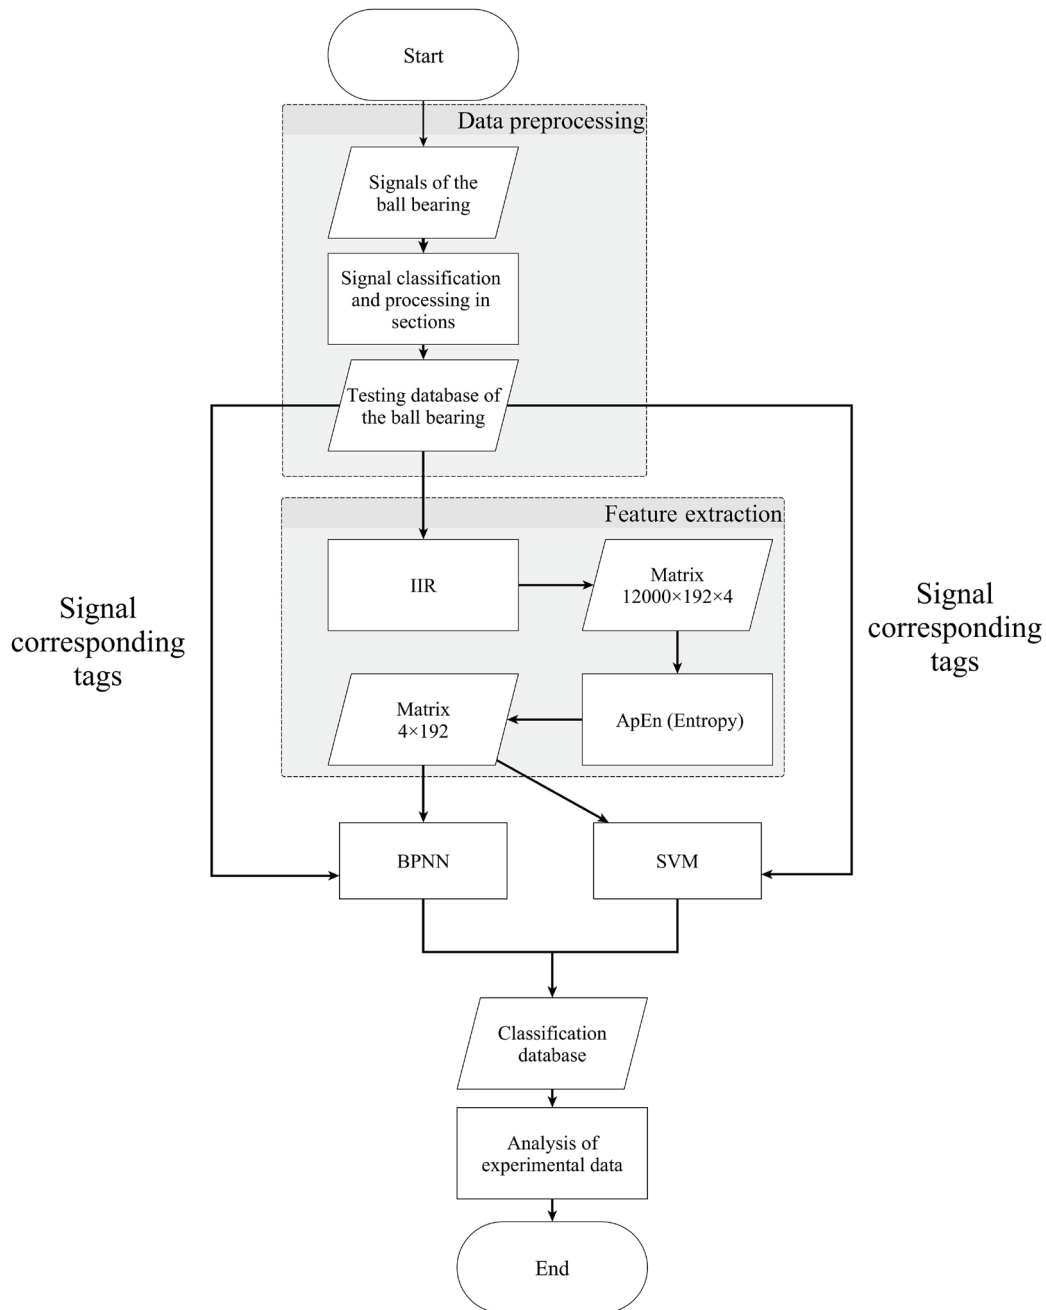 Start
Data preprocessing
Signals of the
ball bearing
Signal classification
and processing in
sections
Testing database of
the ball bearing
Feature extraction
IIR
Matrix
12000×192×4
Signal
corresponding
tags
Signal
corresponding
tags
Matrix
4×192
ApEn (Entropy)
BPNN
SVM
Classification
database
Analysis of
experimental data
End